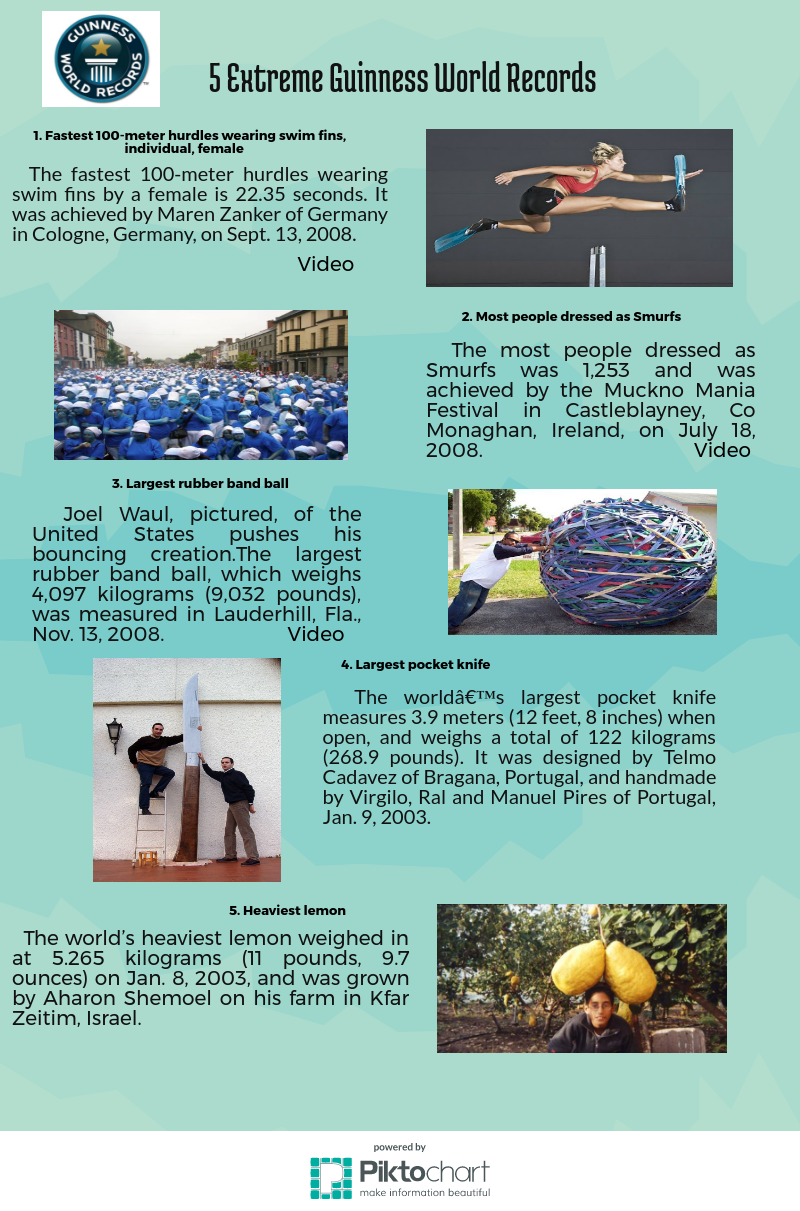 GUINNESS
WORLD RECORDS
TM
5 Extreme Guinness World Records
1. Fastest 100-meter hurdles wearing swim fins,
individual, female
The fastest 100-meter hurdles wearing
swim fins by a female is 22.35 seconds. It
was achieved by Maren Zanker of Germany
in Cologne, Germany, on Sept. 13, 2008.
Video
2. Most people dressed as Smurfs
The most people dressed as
Smurfs was 1,253 and was
achieved by the Muckno Mania
Festival in Castleblayney, Co
Monaghan, Ireland, on July 18,
2008. Video
3. Largest rubber band ball
Joel Waul, pictured, of the
United States pushes his
bouncing creation.The largest
rubber band ball, which weighs
4,097 kilograms (9,032 pounds),
was measured in Lauderhill, Fla.,
Nov. 13, 2008. Video
4. Largest pocket knife
The worldâ€™s largest pocket knife
measures 3.9 meters (12 feet, 8 inches) when
open, and weighs a total of 122 kilograms
(268.9 pounds). It was designed by Telmo
Cadavez of Bragana, Portugal, and handmade
by Virgilo, Ral and Manuel Pires of Portugal,
Jan. 9, 2003.
5. Heaviest lemon
The world’s heaviest lemon weighed in
at 5.265 kilograms (11 pounds, 9.7
ounces) on Jan. 8, 2003, and was grown
by Aharon Shemoel on his farm in Kfar
Zeitim, Israel.
powered by
Piktochart
make information beautiful